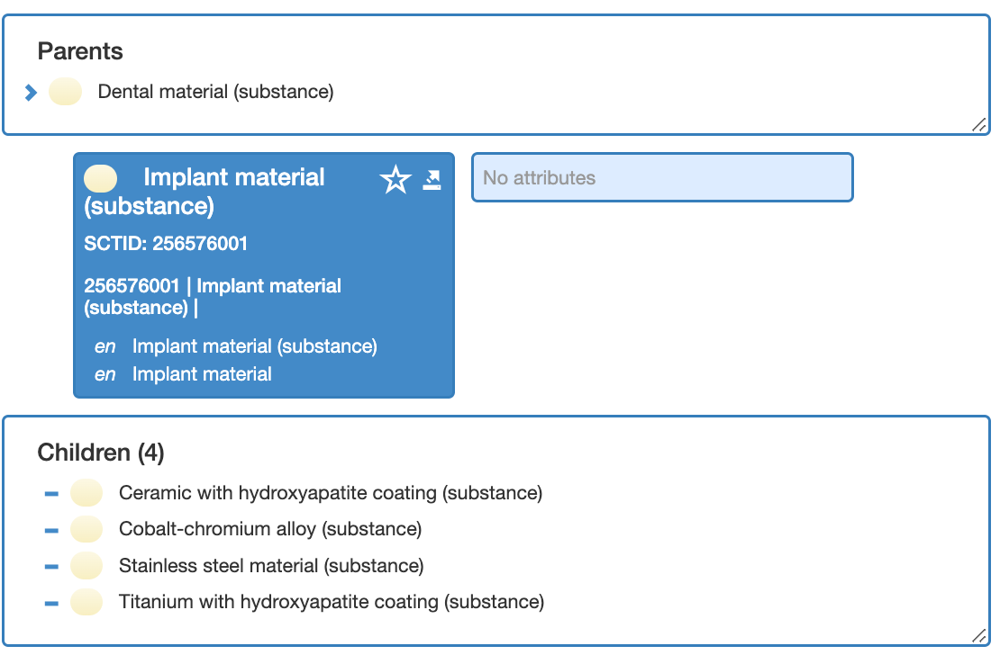 Parents
Dental material (substance)
Implant material
(substance)
SCTID: 256576001
256576001 | Implant material
(substance) |
en Implant material (substance)
en Implant material
No attributes
Children (4)
Ceramic with hydroxyapatite coating (substance)
Cobalt-chromium alloy (substance)
Stainless steel material (substance)
Titanium with hydroxyapatite coating (substance)